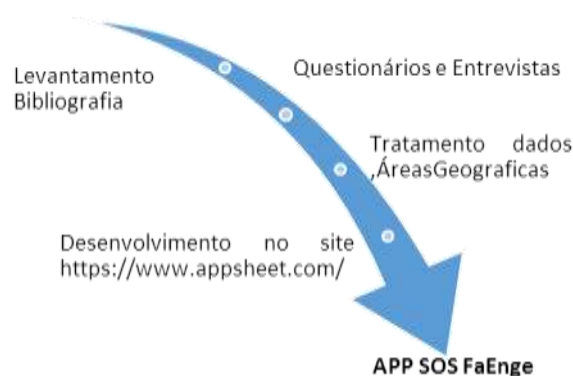 Levantamento
Bibliografia
Questionários e Entrevistas
Tratamento dados
,ÁreasGeograficas
Desenvolvimento no site
https://www.appsheet.com/
APP SOS FaEnge